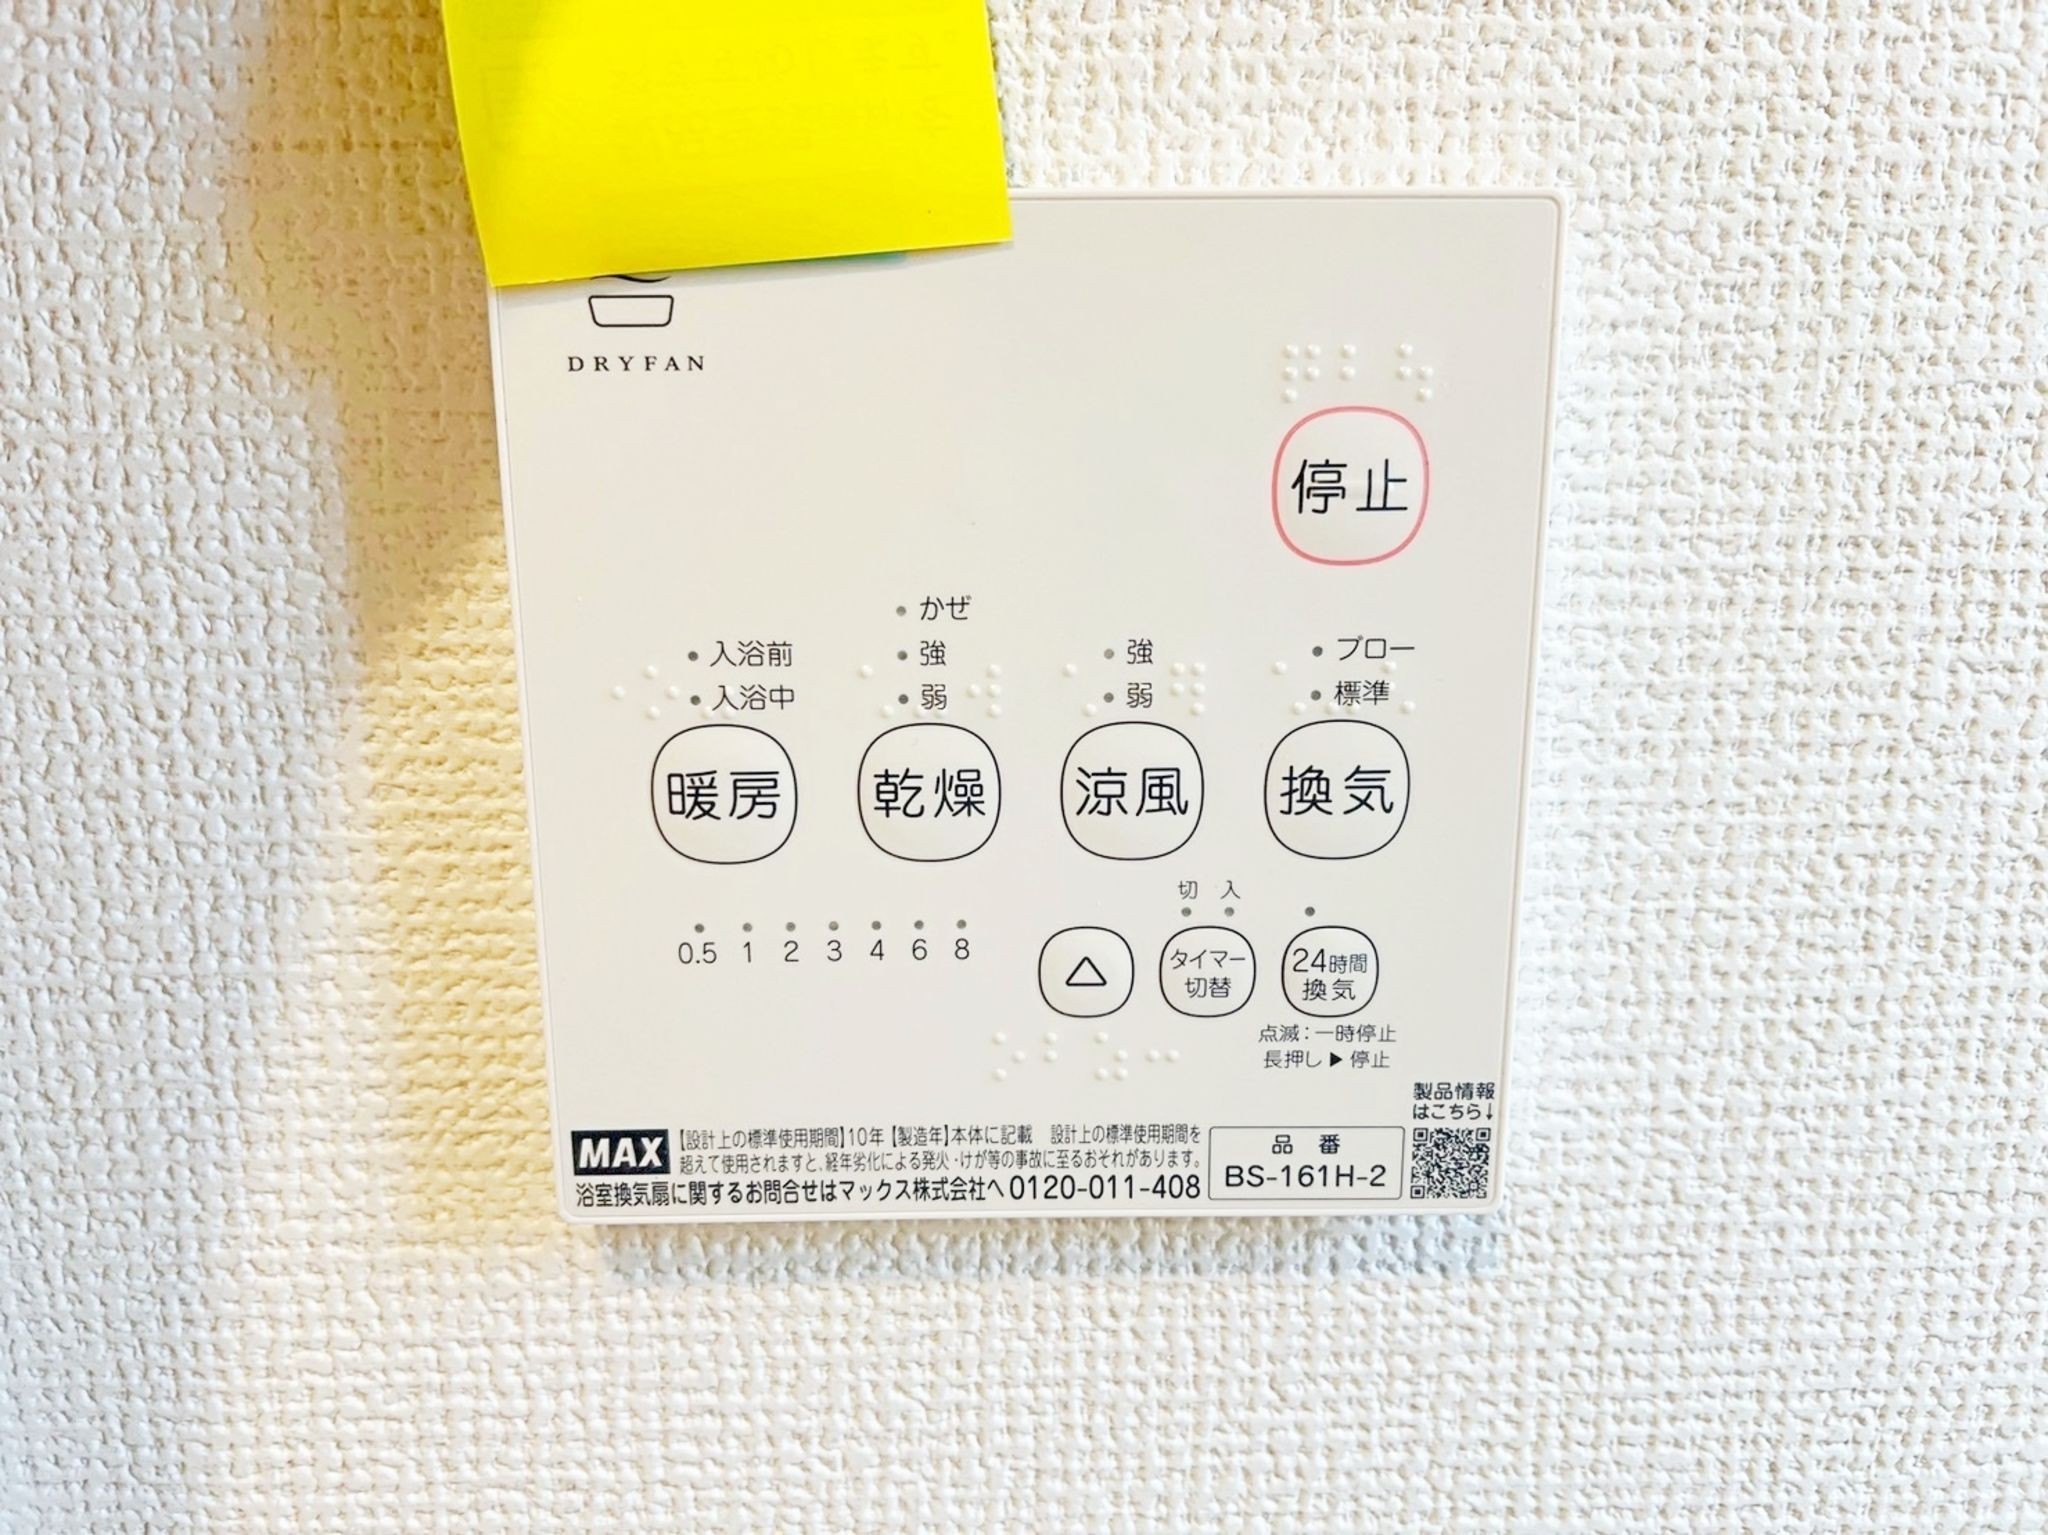 DRYFAN
停止
かぜ
入浴前 強 強 ブロー
入浴中 弱 弱 標準
暖房 乾燥 涼風 換気
切 入
0.5 1 2 3 4 6 8
△ タイマー切替 24時間換気
点滅:一時停止
長押し▶停止
製品情報
はこちら↓
MAX
【設計上の標準使用期間】10年【製造年】本体に記載 設計上の標準使用期間を
超えて使用されますと、経年劣化による発火・けが等の事故に至るおそれがあります。
浴室換気扇に関するお問合せはマックス株式会社へ 0120-011-408
品番
BS-161H-2